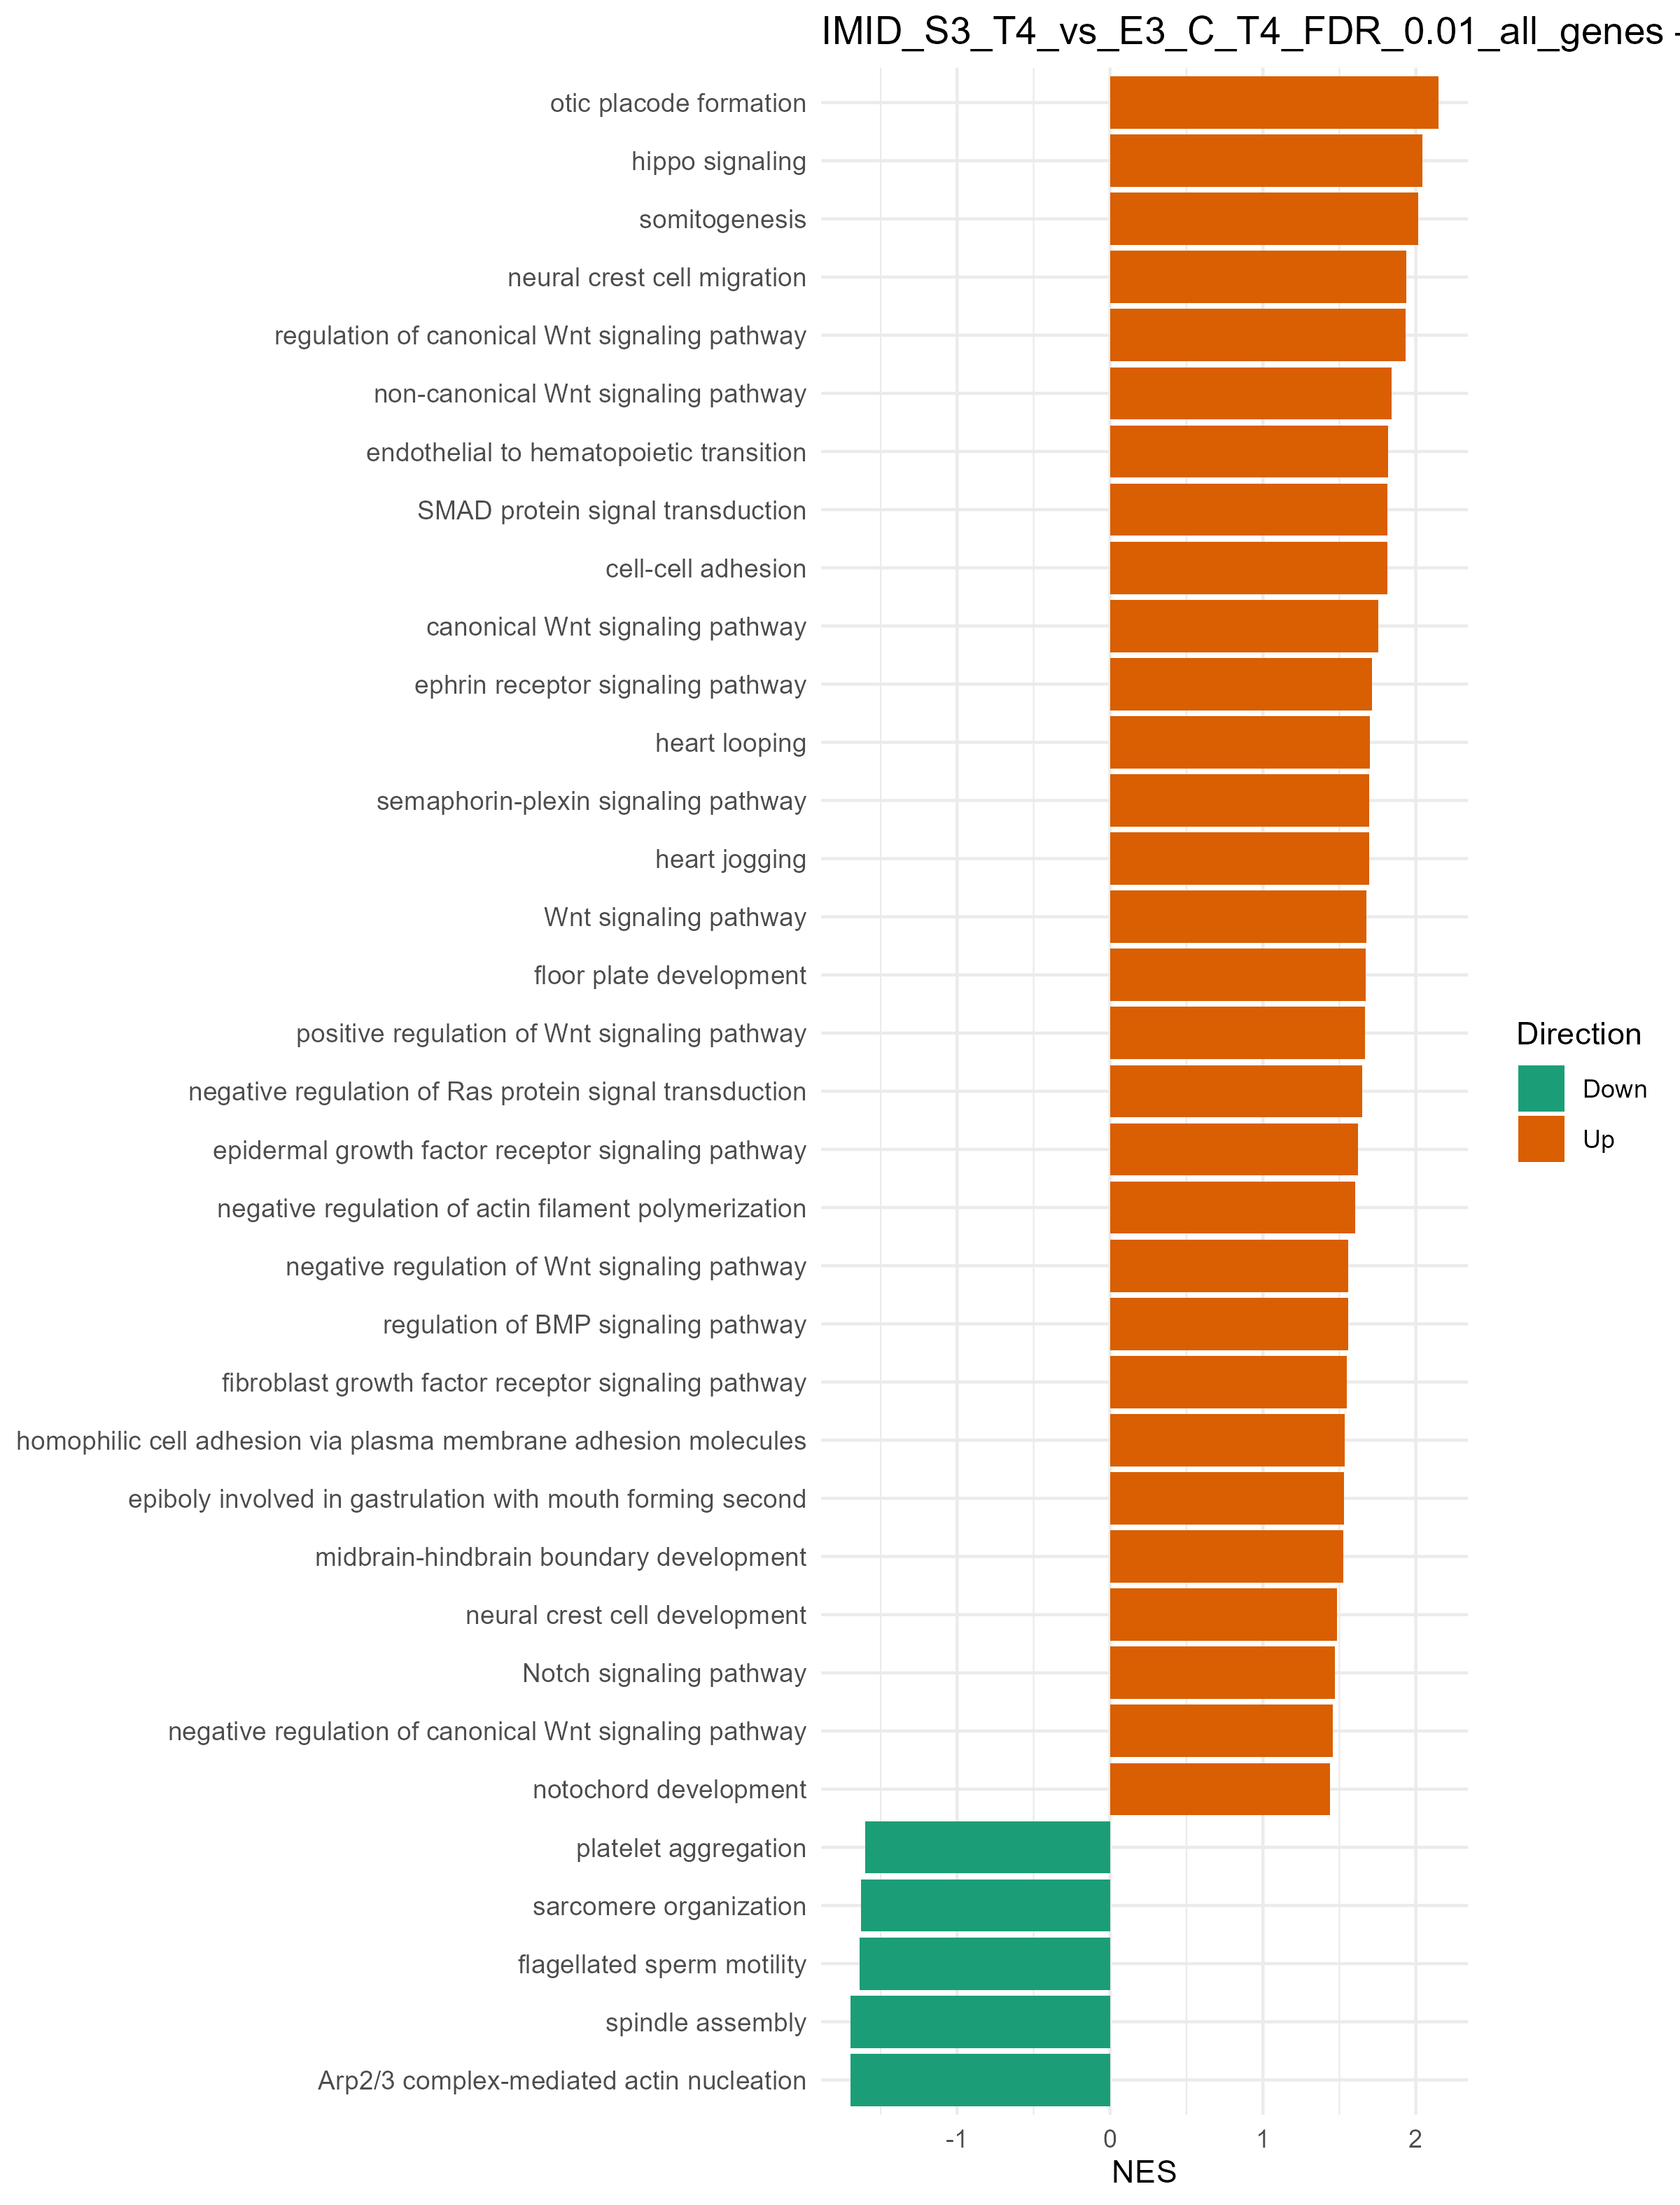 IMID_S3_T4_vs_E3_C_T4_FDR_0.01_all_genes -
otic placode formation
hippo signaling
somitogenesis
neural crest cell migration
regulation of canonical Wnt signaling pathway
non-canonical Wnt signaling pathway
endothelial to hematopoietic transition
SMAD protein signal transduction
cell-cell adhesion
canonical Wnt signaling pathway
ephrin receptor signaling pathway
heart looping
semaphorin-plexin signaling pathway
heart jogging
Wnt signaling pathway
floor plate development
positive regulation of Wnt signaling pathway
negative regulation of Ras protein signal transduction
epidermal growth factor receptor signaling pathway
negative regulation of actin filament polymerization
negative regulation of Wnt signaling pathway
regulation of BMP signaling pathway
fibroblast growth factor receptor signaling pathway
homophilic cell adhesion via plasma membrane adhesion molecules
epiboly involved in gastrulation with mouth forming second
midbrain-hindbrain boundary development
neural crest cell development
Notch signaling pathway
negative regulation of canonical Wnt signaling pathway
notochord development
platelet aggregation
sarcomere organization
flagellated sperm motility
spindle assembly
Arp2/3 complex-mediated actin nucleation
-1 0 1 2
NES
Direction
Down
Up